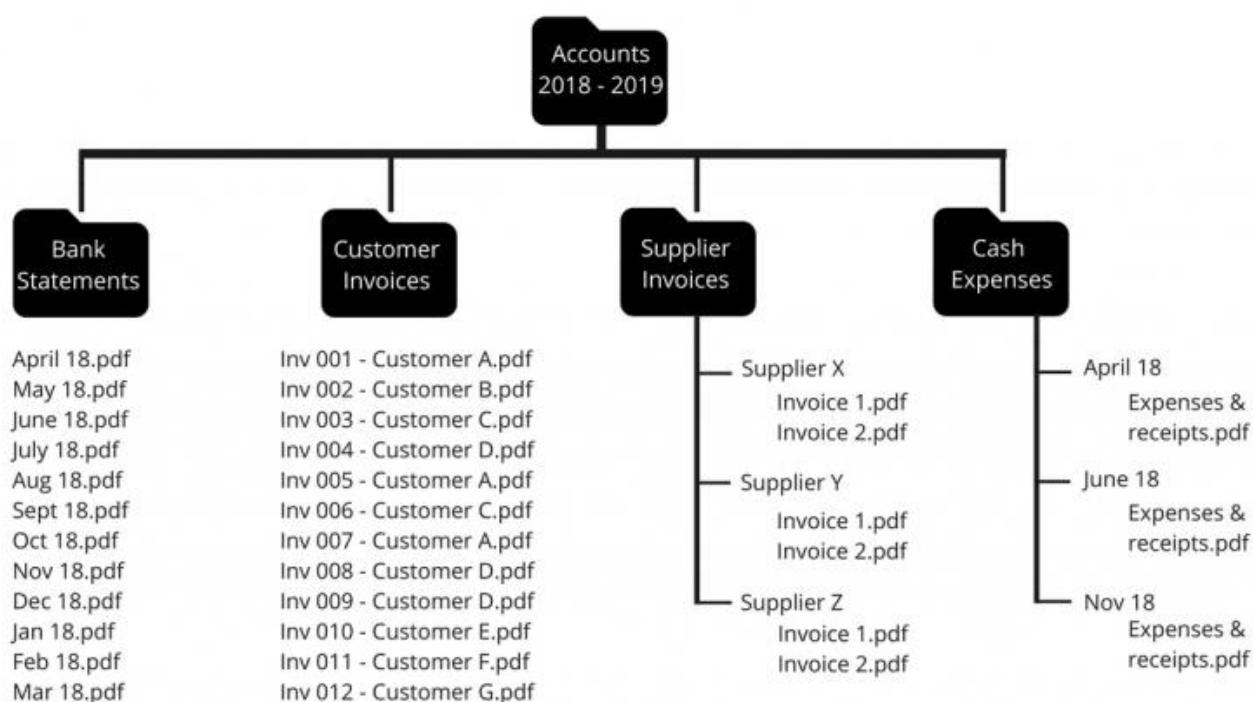 Accounts
2018 - 2019
Bank
Statements
Customer
Invoices
Supplier
Invoices
Cash
Expenses
April 18.pdf
May 18.pdf
June 18.pdf
July 18.pdf
Aug 18.pdf
Sept 18.pdf
Oct 18.pdf
Nov 18.pdf
Dec 18.pdf
Jan 18.pdf
Feb 18.pdf
Mar 18.pdf
Inv 001 - Customer A.pdf
Inv 002 - Customer B.pdf
Inv 003 - Customer C.pdf
Inv 004 - Customer D.pdf
Inv 005 - Customer A.pdf
Inv 006 - Customer C.pdf
Inv 007 - Customer A.pdf
Inv 008 - Customer D.pdf
Inv 009 - Customer D.pdf
Inv 010 - Customer E.pdf
Inv 011 - Customer F.pdf
Inv 012 - Customer G.pdf
Supplier X
Invoice 1.pdf
Invoice 2.pdf
Supplier Y
Invoice 1.pdf
Invoice 2.pdf
Supplier Z
Invoice 1.pdf
Invoice 2.pdf
April 18
Expenses &
receipts.pdf
June 18
Expenses &
receipts.pdf
Nov 18
Expenses &
receipts.pdf